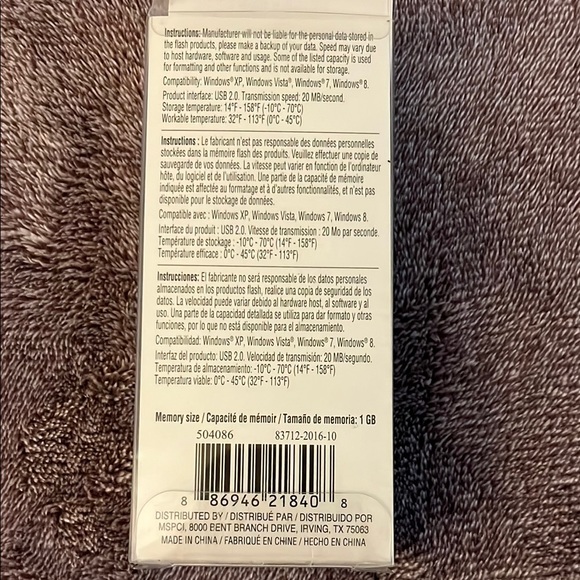 Instructions: Manufacturer will not be liable for the personal data stored in
the flash products, please make a backup of your data. Speed may vary due
to host hardware, software and usage. Some of the listed capacity is used
for formatting and other functions and is not available for storage.
Compatibility: Windows® XP, Windows Vista®, Windows® 7, Windows® 8.
Product interface: USB 2.0. Transmission speed: 20 MB/second.
Storage temperature: 14°F - 158°F (-10°C - 70°C)
Workable temperature: 32°F - 113°F (0°C - 45°C)
Instructions : Le fabricant n'est pas responsable des données personnelles
stockées dans la mémoire flash des produits. Veuillez effectuer une copie de
sauvegarde de vos données. La vitesse peut varier en fonction de l'ordinateur
hôte, du logiciel et de l'utilisation. Une partie de la capacité de mémoire
indiquée est affectée au formatage et à d'autres fonctionnalités, et n'est pas
disponible pour le stockage de données.
Compatible avec : Windows XP, Windows Vista, Windows 7, Windows 8.
Interface du produit : USB 2.0. Vitesse de transmission : 20 Mo par seconde.
Température de stockage : -10°C - 70°C (14°F - 158°F)
Température efficace : 0°C - 45°C (32°F - 113°F)
Instrucciones: El fabricante no será responsable de los datos personales
almacenados en los productos flash, realice una copia de seguridad de los
datos. La velocidad puede variar debido al hardware host, al software y al
uso. Una parte de la capacidad detallada se utiliza para dar formato y otras
funciones, por lo que no está disponible para el almacenamiento.
Compatibilidad: Windows® XP, Windows Vista®, Windows® 7, Windows® 8.
Interfaz del producto: USB 2.0. Velocidad de transmisión: 20 MB/segundo.
Temperatura de almacenamiento: -10°C - 70°C (14°F - 158°F)
Temperatura viable: 0°C - 45°C (32°F - 113°F)
Memory size / Capacité de mémoir / Tamaño de memoria: 1 GB
504086 83712-2016-10
8 86946 21840 8
DISTRIBUTED BY / DISTRIBUÉ PAR / DISTRIBUIDO POR
MSPCI, 8000 BENT BRANCH DRIVE, IRVING, TX 75063
MADE IN CHINA / FABRIQUÉ EN CHINE / HECHO EN CHINA